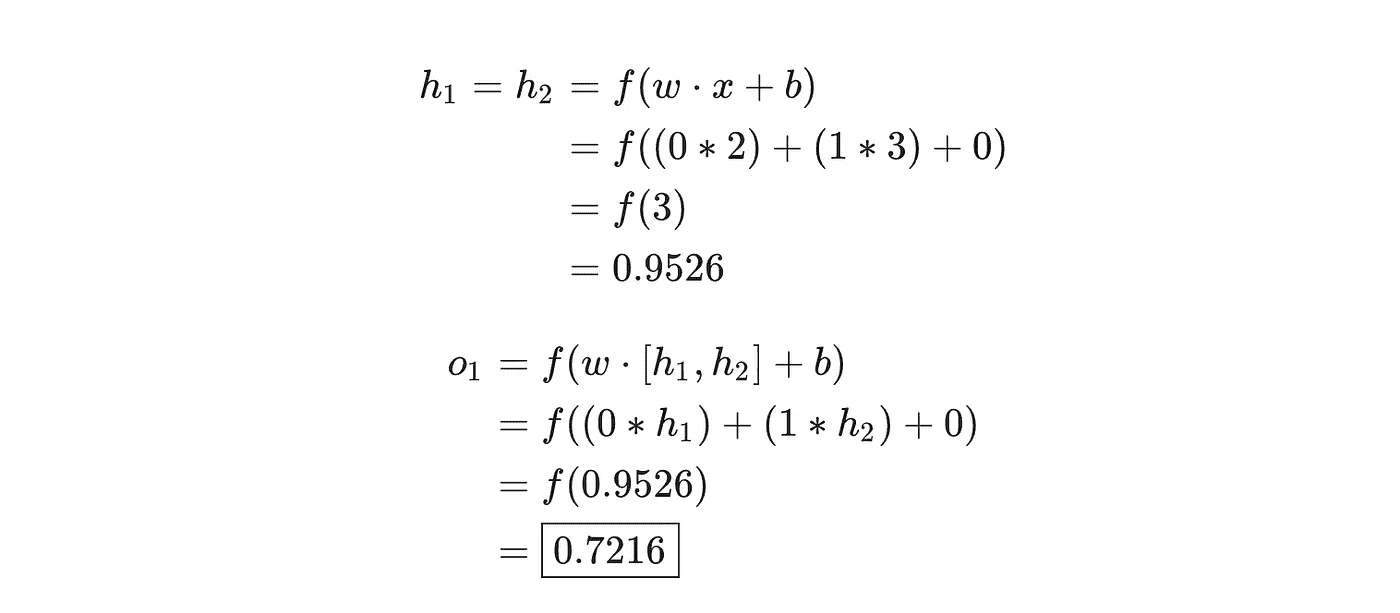 h₁ = h₂ = f(w · x + b)
= f((0 * 2) + (1 * 3) + 0)
= f(3)
= 0.9526
o₁ = f(w · [h₁, h₂] + b)
= f((0 * h₁) + (1 * h₂) + 0)
= f(0.9526)
= 0.7216